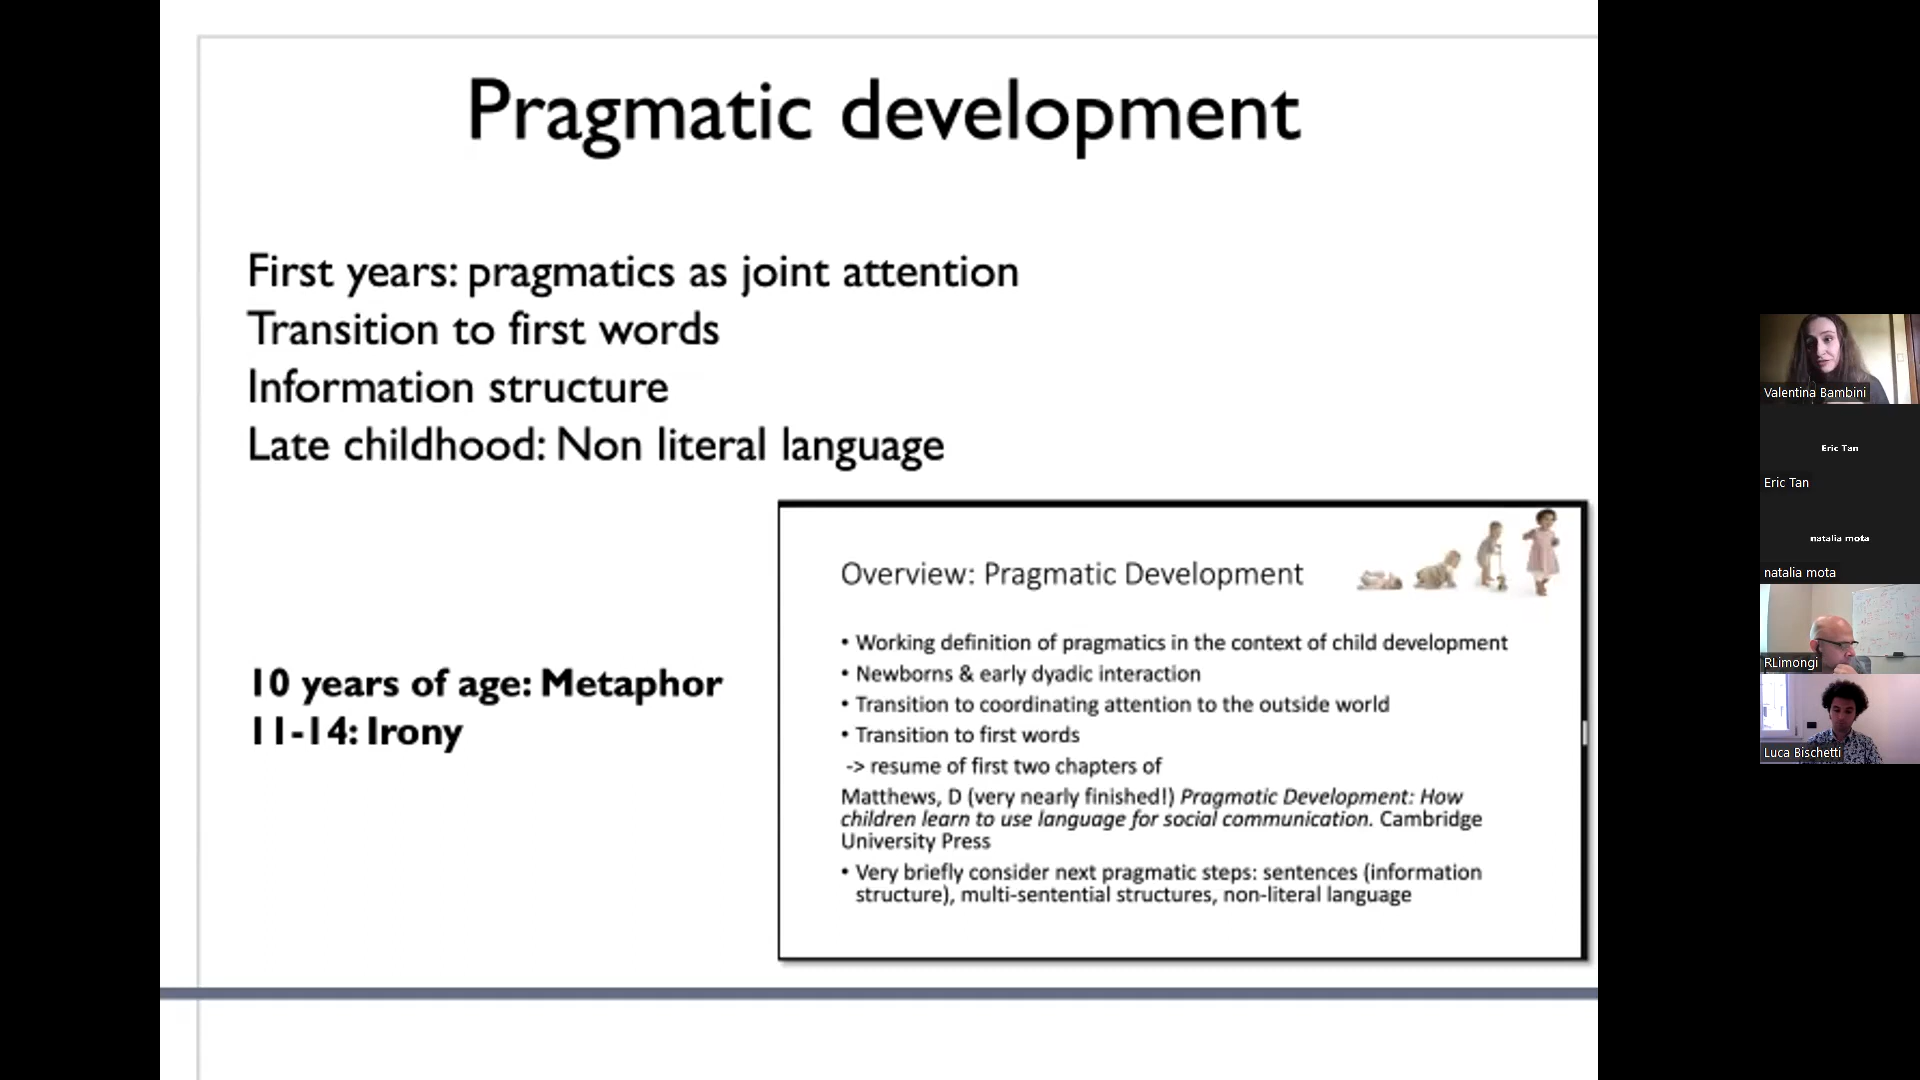 Pragmatic development
First years: pragmatics as joint attention
Transition to first words
Information structure
Late childhood: Non literal language
10 years of age: Metaphor
11-14: Irony
Overview: Pragmatic Development
• Working definition of pragmatics in the context of child development
• Newborns & early dyadic interaction
• Transition to coordinating attention to the outside world
• Transition to first words
-> resume of first two chapters of
Matthews, D (very nearly finished!) Pragmatic Development: How
children learn to use language for social communication. Cambridge
University Press
• Very briefly consider next pragmatic steps: sentences (information
structure), multi-sentential structures, non-literal language
Valentina Bambini
Eric Tan
Eric Tan
natalia mota
natalia mota
RLimongi
Luca Bischetti